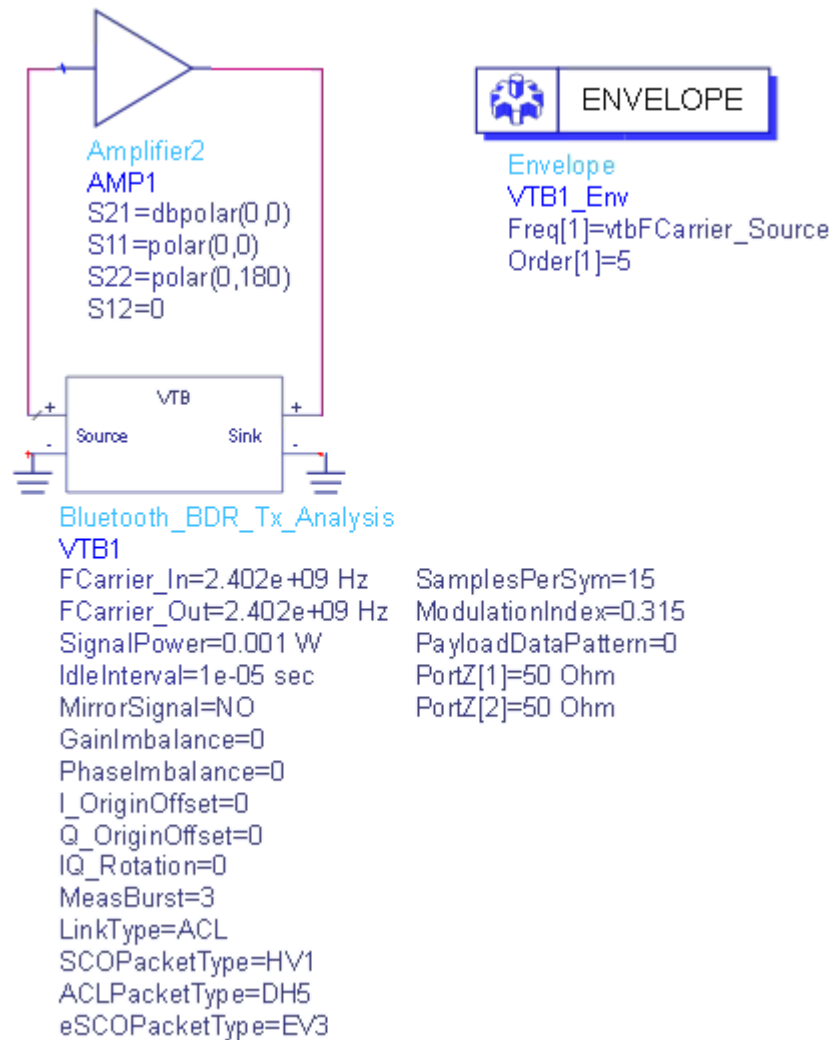 ENVELOPE
Amplifier2
AMP1
S21=dbpolar(0,0)
S11=polar(0,0)
S22=polar(0,180)
S12=0
Envelope
VTB1_Env
Freq[1]=vtbFCarrier_Source
Order[1]=5
VTB
+ +
Source Sink
- -
Bluetooth_BDR_Tx_Analysis
VTB1
FCarrier_In=2.402e+09 Hz
FCarrier_Out=2.402e+09 Hz
SignalPower=0.001 W
IdleInterval=1e-05 sec
MirrorSignal=NO
GainImbalance=0
PhaseImbalance=0
I_OriginOffset=0
Q_OriginOffset=0
IQ_Rotation=0
MeasBurst=3
LinkType=ACL
SCOPacketType=HV1
ACLPacketType=DH5
eSCOPacketType=EV3
SamplesPerSym=15
ModulationIndex=0.315
PayloadDataPattern=0
PortZ[1]=50 Ohm
PortZ[2]=50 Ohm